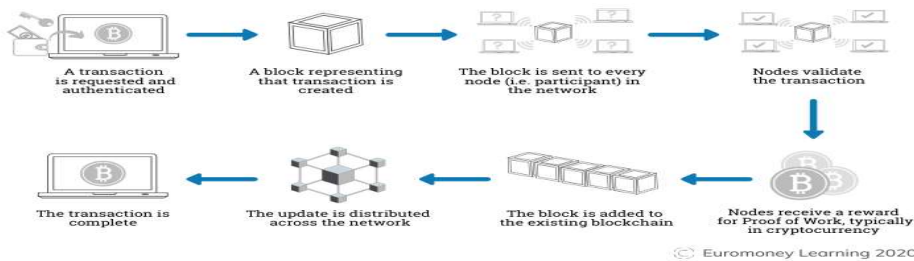 A transaction
is requested and
authenticated
A block representing
that transaction is
created
The block is sent to every
node (i.e. participant) in
the network
Nodes validate
the transaction
The transaction is
complete
The update is distributed
across the network
The block is added to
the existing blockchain
Nodes receive a reward
for Proof of Work, typically
in cryptocurrency
© Euromoney Learning 2020